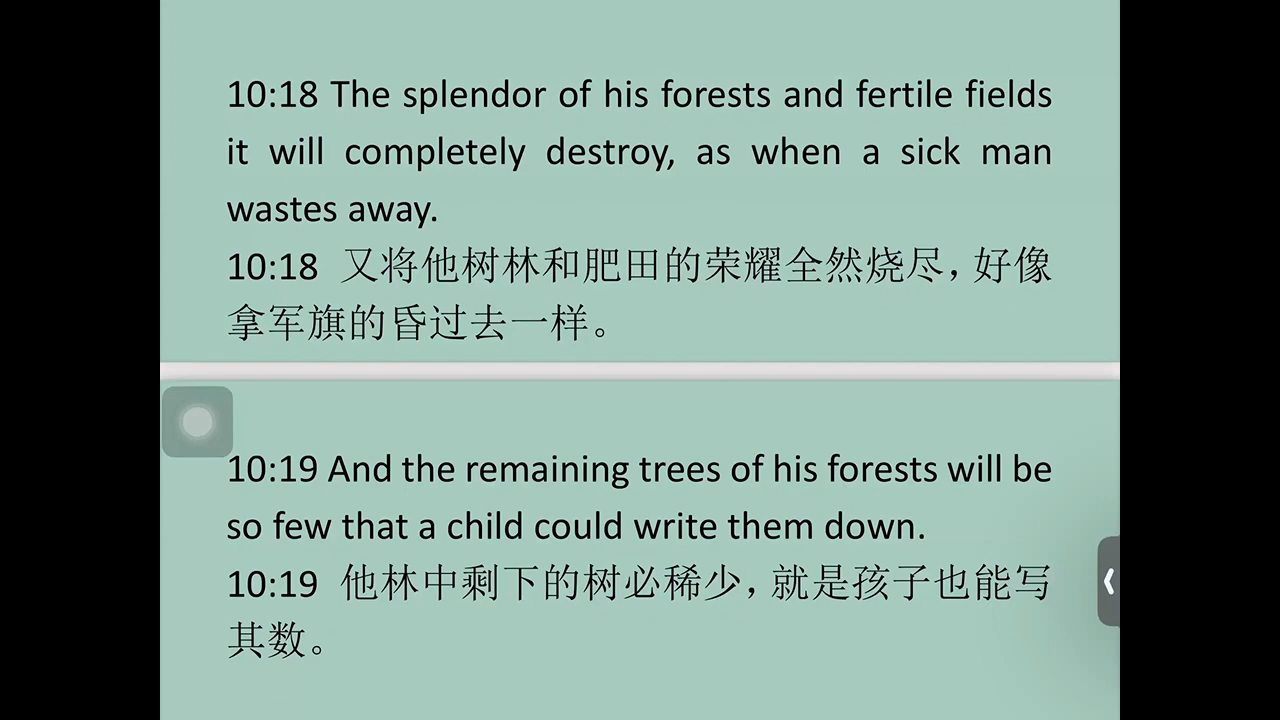 10:18 The splendor of his forests and fertile fields
it will completely destroy, as when a sick man
wastes away.
10:18 又将他树林和肥田的荣耀全然烧尽，好像
拿军旗的昏过去一样。
10:19 And the remaining trees of his forests will be
so few that a child could write them down.
10:19 他林中剩下的树必稀少，就是孩子也能写
其数。